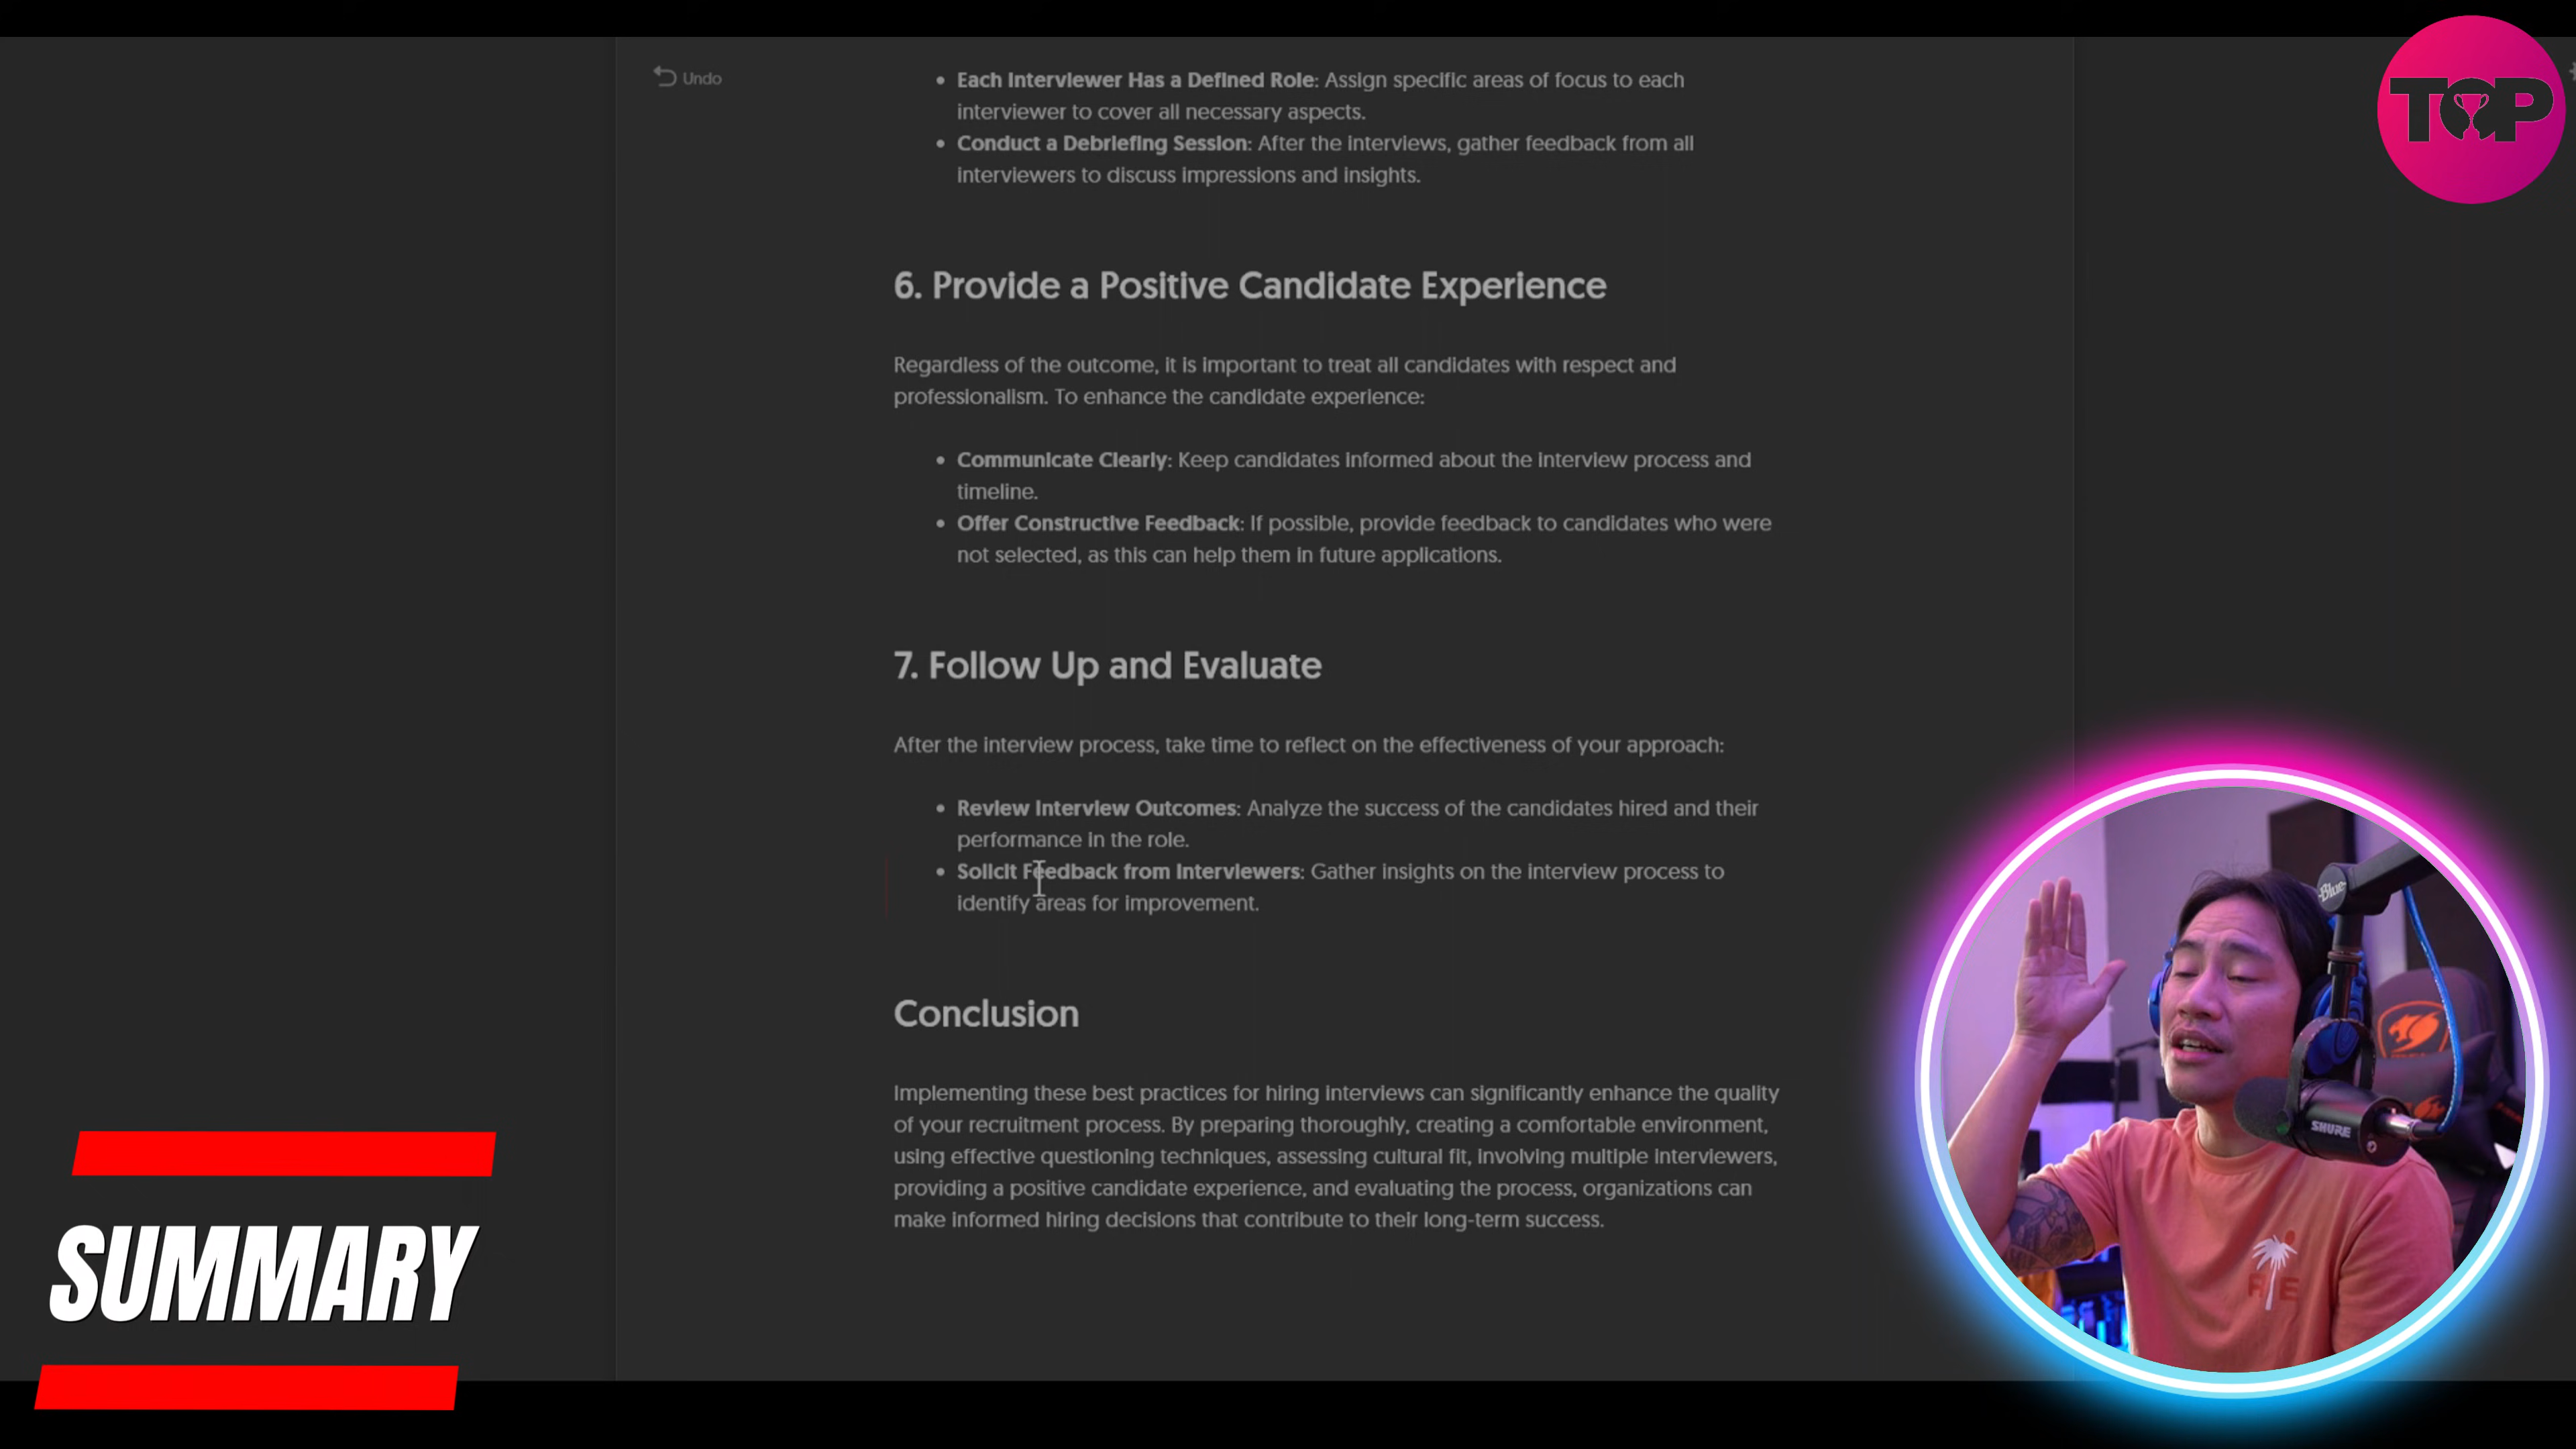 TOP
Undo
• Each Interviewer Has a Defined Role: Assign specific areas of focus to each
interviewer to cover all necessary aspects.
• Conduct a Debriefing Session: After the interviews, gather feedback from all
interviewers to discuss impressions and insights.
6. Provide a Positive Candidate Experience
Regardless of the outcome, it is important to treat all candidates with respect and
professionalism. To enhance the candidate experience:
• Communicate Clearly: Keep candidates informed about the interview process and
timeline.
• Offer Constructive Feedback: If possible, provide feedback to candidates who were
not selected, as this can help them in future applications.
7. Follow Up and Evaluate
After the interview process, take time to reflect on the effectiveness of your approach:
• Review Interview Outcomes: Analyze the success of the candidates hired and their
performance in the role.
• Solicit Feedback from Interviewers: Gather insights on the interview process to
identify areas for improvement.
Conclusion
Implementing these best practices for hiring interviews can significantly enhance the quality
of your recruitment process. By preparing thoroughly, creating a comfortable environment,
using effective questioning techniques, assessing cultural fit, involving multiple interviewers,
providing a positive candidate experience, and evaluating the process, organizations can
make informed hiring decisions that contribute to their long-term success.
SUMMARY
Blue
SHURE